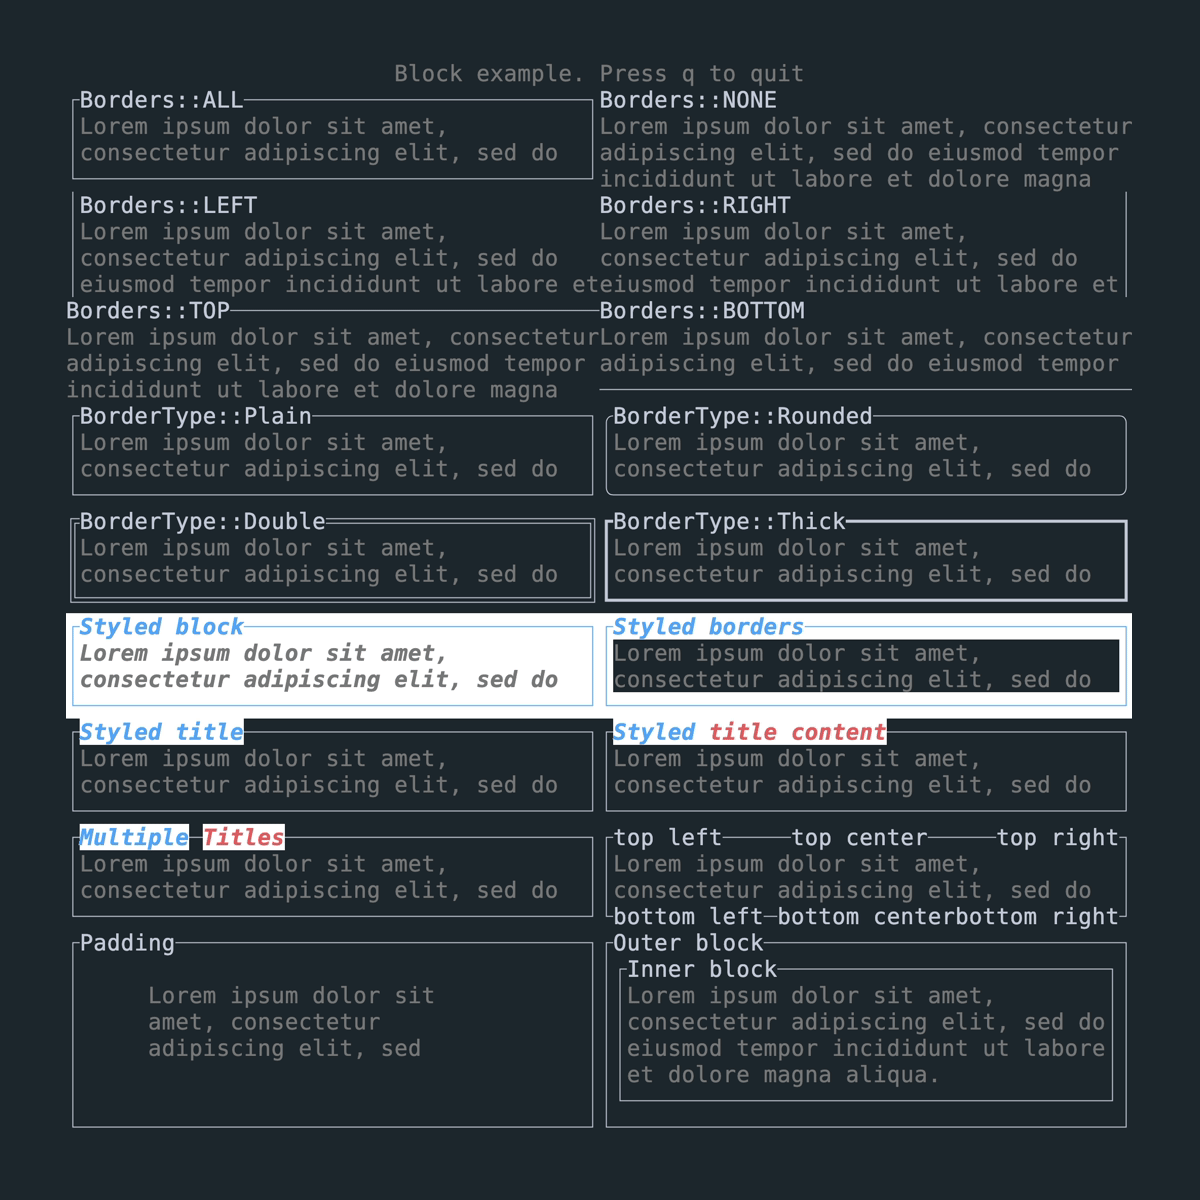 Block example. Press q to quit
Borders::ALL
Lorem ipsum dolor sit amet,
consectetur adipiscing elit, sed do
Borders::NONE
Lorem ipsum dolor sit amet, consectetur
adipiscing elit, sed do eiusmod tempor
incididunt ut labore et dolore magna
Borders::LEFT
Lorem ipsum dolor sit amet,
consectetur adipiscing elit, sed do
eiusmod tempor incididunt ut labore et
Borders::RIGHT
Lorem ipsum dolor sit amet,
consectetur adipiscing elit, sed do
eiusmod tempor incididunt ut labore et
Borders::TOP
Lorem ipsum dolor sit amet, consectetur
adipiscing elit, sed do eiusmod tempor
incididunt ut labore et dolore magna
Borders::BOTTOM
Lorem ipsum dolor sit amet, consectetur
adipiscing elit, sed do eiusmod tempor
BorderType::Plain
Lorem ipsum dolor sit amet,
consectetur adipiscing elit, sed do
BorderType::Rounded
Lorem ipsum dolor sit amet,
consectetur adipiscing elit, sed do
BorderType::Double
Lorem ipsum dolor sit amet,
consectetur adipiscing elit, sed do
BorderType::Thick
Lorem ipsum dolor sit amet,
consectetur adipiscing elit, sed do
Styled block
Lorem ipsum dolor sit amet,
consectetur adipiscing elit, sed do
Styled borders
Lorem ipsum dolor sit amet,
consectetur adipiscing elit, sed do
Styled title
Lorem ipsum dolor sit amet,
consectetur adipiscing elit, sed do
Styled title content
Lorem ipsum dolor sit amet,
consectetur adipiscing elit, sed do
Multiple Titles
Lorem ipsum dolor sit amet,
consectetur adipiscing elit, sed do
top left top center top right
Lorem ipsum dolor sit amet,
consectetur adipiscing elit, sed do
bottom left bottom centerbottom right
Padding
Lorem ipsum dolor sit
amet, consectetur
adipiscing elit, sed
Outer block
Inner block
Lorem ipsum dolor sit amet,
consectetur adipiscing elit, sed do
eiusmod tempor incididunt ut labore
et dolore magna aliqua.